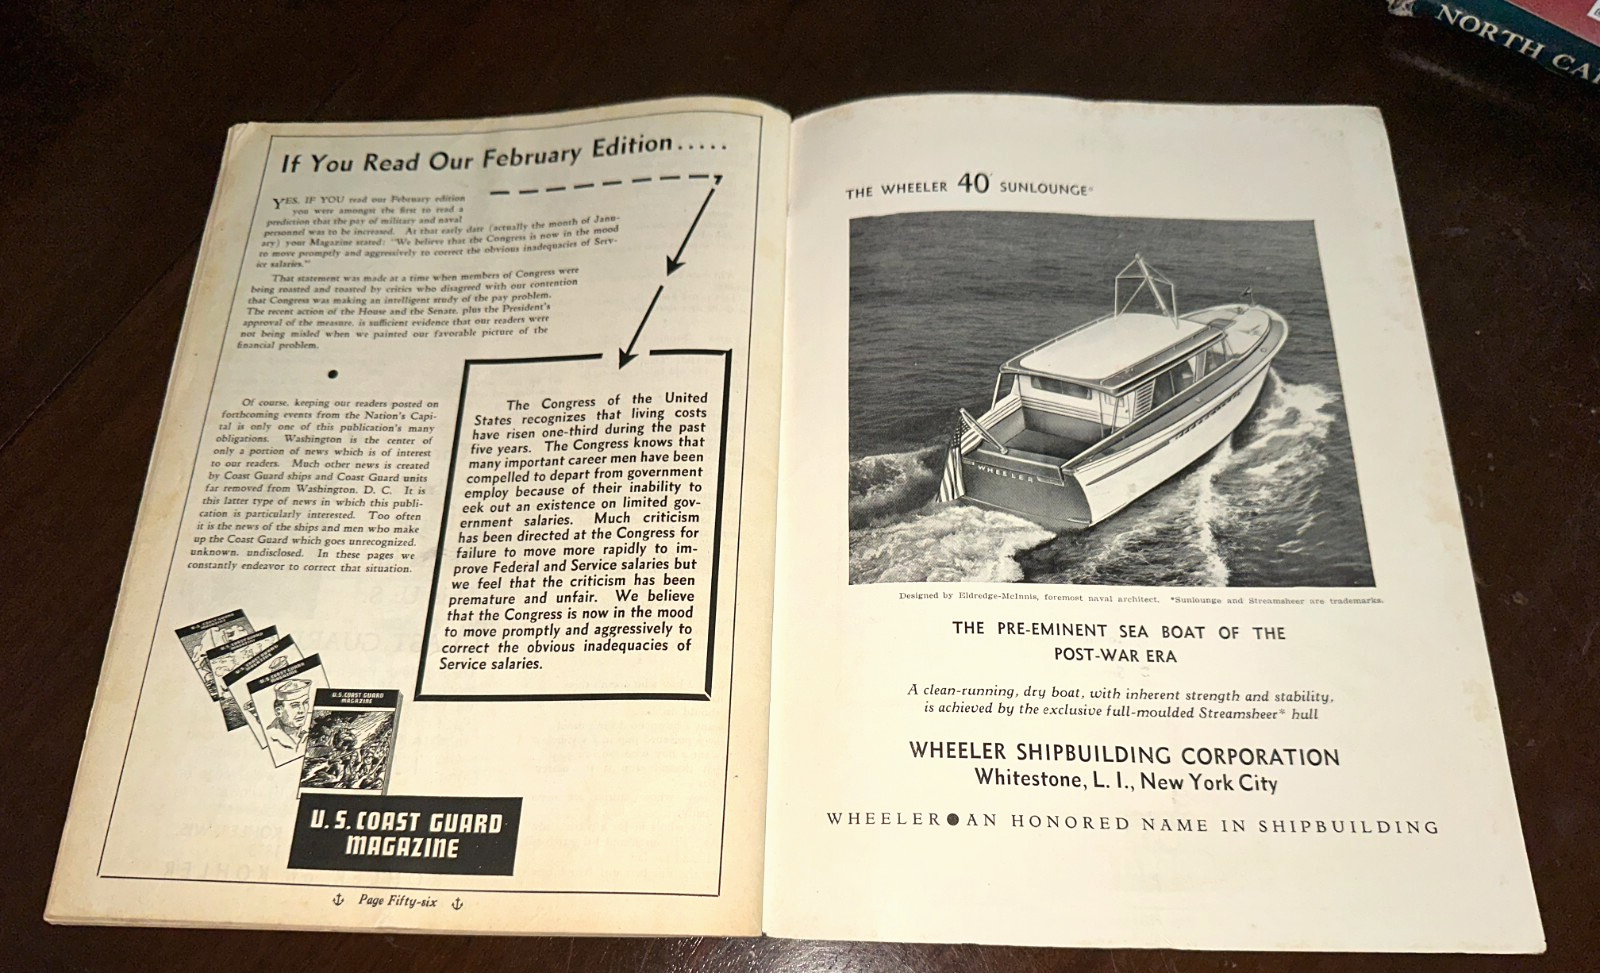 If You Read Our February Edition.....
YES, IF YOU read our February edition
you were amongst the first to read a
prediction that the pay of military and naval
personnel was to be increased. At that early date (actually the month of Janu-
ary) your Magazine stated: "We believe that the Congress is now in the mood
to move promptly and aggressively to correct the obvious inadequacies of Serv-
ice salaries."
That statement was made at a time when members of Congress were
being roasted and toasted by critics who disagreed with our contention
that Congress was making an intelligent study of the pay problem.
The recent action of the House and the Senate, plus the President's
approval of the measure, is sufficient evidence that our readers were
not being misled when we painted our favorable picture of the
financial problem.
Of course, keeping our readers posted on
forthcoming events from the Nation's Capi-
tal is only one of this publication's many
obligations. Washington is the center of
only a portion of news which is of interest
to our readers. Much other news is created
by Coast Guard ships and Coast Guard units
far removed from Washington, D. C. It is
this latter type of news in which this publi-
cation is particularly interested. Too often
it is the news of the ships and men who make
up the Coast Guard which goes unrecognized,
unknown, undisclosed. In these pages we
constantly endeavor to correct that situation.
The Congress of the United
States recognizes that living costs
have risen one-third during the past
five years. The Congress knows that
many important career men have been
compelled to depart from government
employ because of their inability to
eek out an existence on limited gov-
ernment salaries. Much criticism
has been directed at the Congress for
failure to move more rapidly to im-
prove Federal and Service salaries but
we feel that the criticism has been
premature and unfair. We believe
that the Congress is now in the mood
to move promptly and aggressively to
correct the obvious inadequacies of
Service salaries.
U.S. COAST GUARD
MAGAZINE
U.S. COAST GUARD
MAGAZINE
U.S. COAST GUARD
MAGAZINE
U.S. COAST GUARD
MAGAZINE
U.S. COAST GUARD
MAGAZINE
U. S. COAST GUARD
MAGAZINE
Page Fifty-six
THE WHEELER 40' SUNLOUNGE*
WHEELER
Designed by Eldredge-McInnis, foremost naval architect. *Sunlounge and Streamsheer are trademarks.
THE PRE-EMINENT SEA BOAT OF THE
POST-WAR ERA
A clean-running, dry boat, with inherent strength and stability,
is achieved by the exclusive full-moulded Streamsheer* hull
WHEELER SHIPBUILDING CORPORATION
Whitestone, L. I., New York City
WHEELER●AN HONORED NAME IN SHIPBUILDING
NORTH CAR